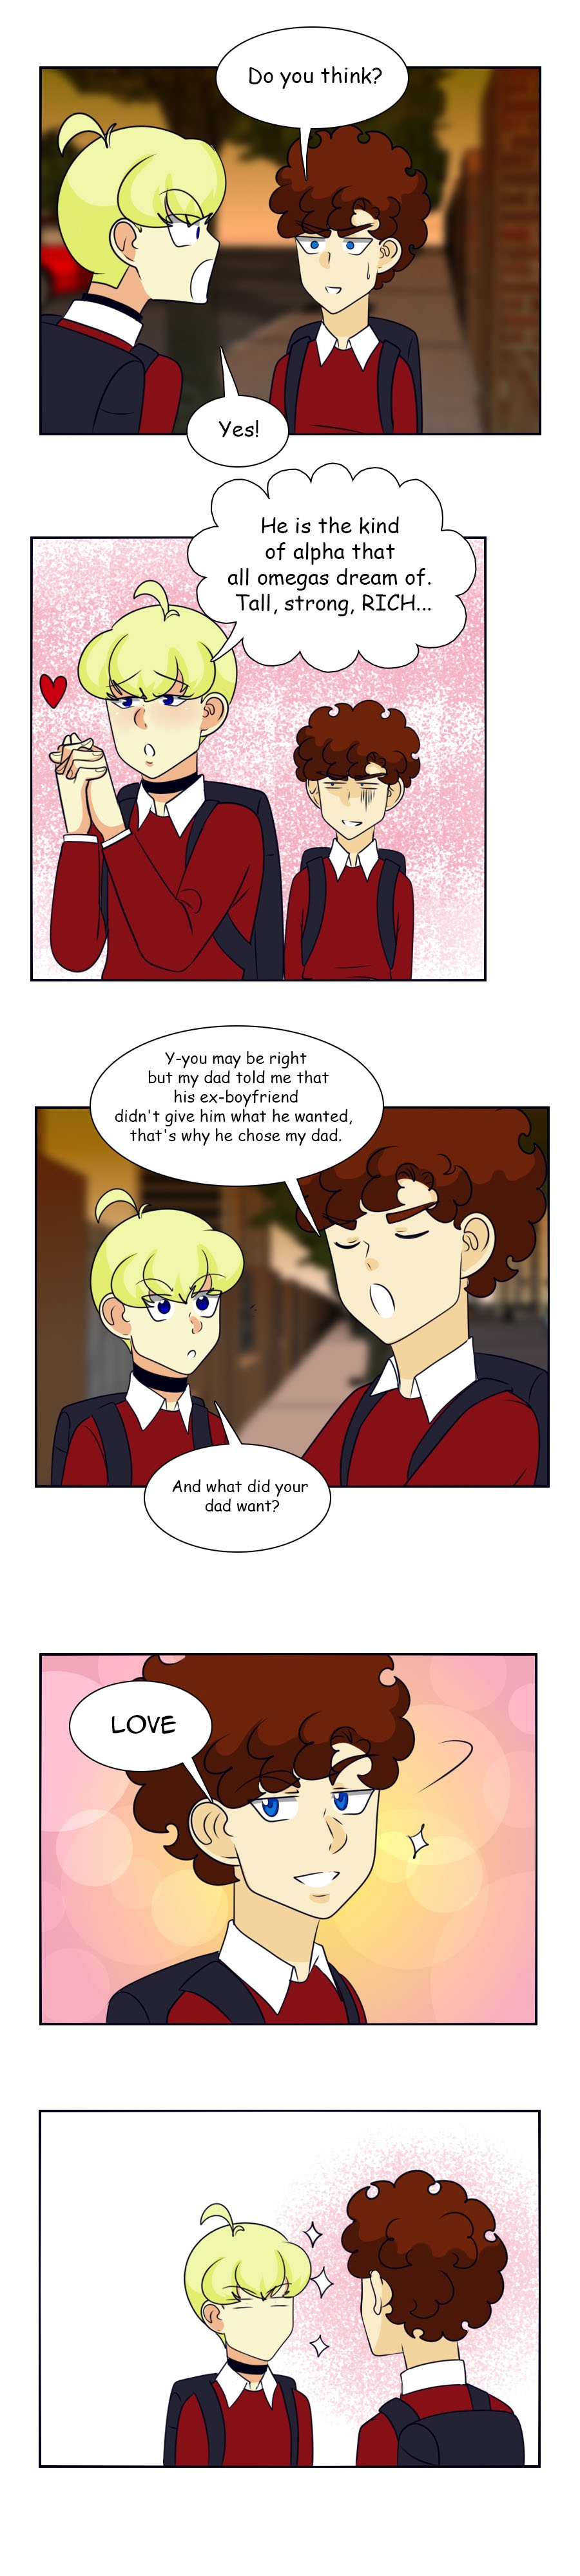 Do you think?
Yes!
He is the kind
of alpha that
all omegas dream of.
Tall, strong, RICH...
Y-you may be right
but my dad told me that
his ex-boyfriend
didn't give him what he wanted,
that's why he chose my dad.
And what did your
dad want?
LOVE